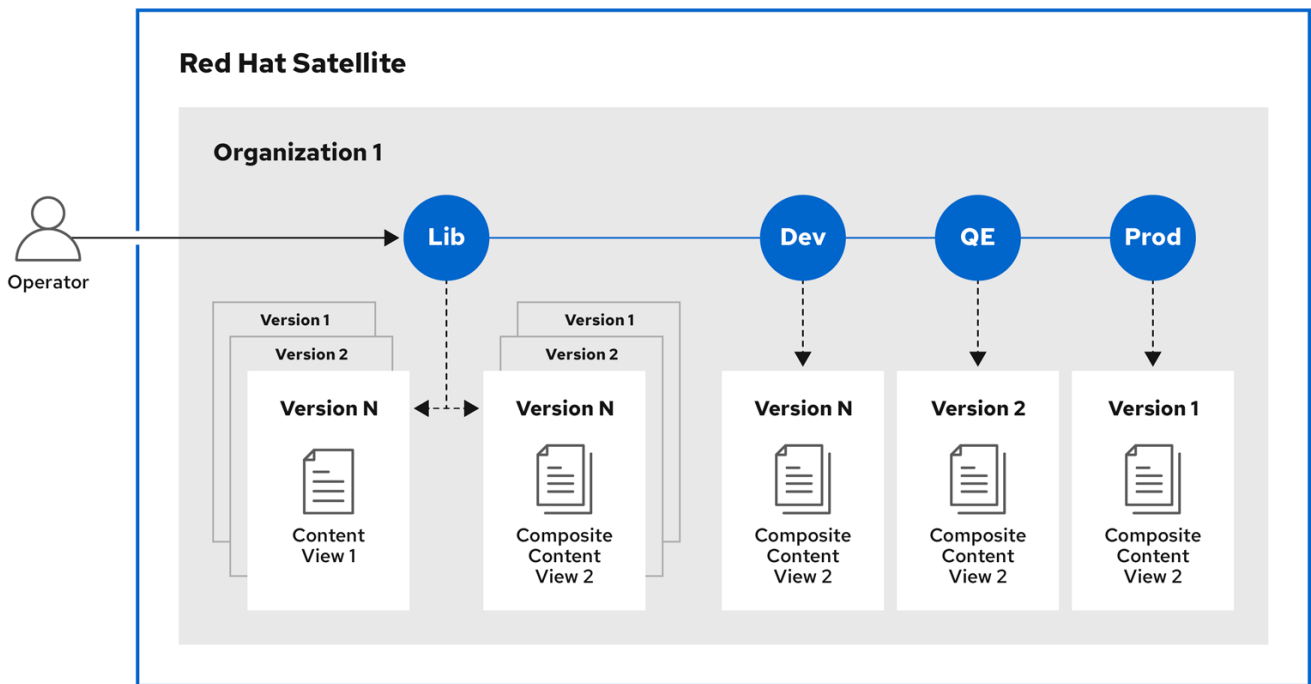 Red Hat Satellite
Organization 1
Operator
Lib
Dev
QE
Prod
Version 1
Version 2
Version N
Content
View 1
Version 1
Version 2
Version N
Composite
Content
View 2
Version N
Composite
Content
View 2
Version 2
Composite
Content
View 2
Version 1
Composite
Content
View 2